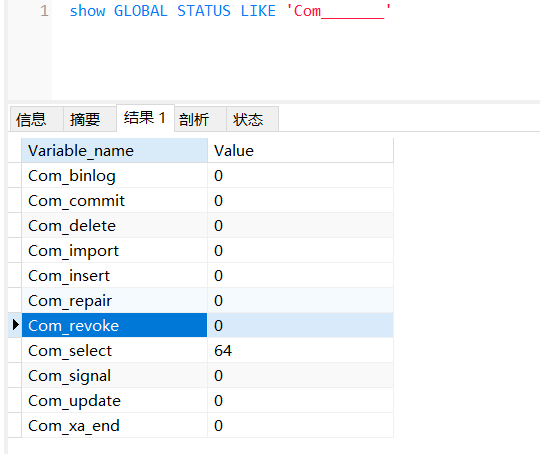 1 show GLOBAL STATUS LIKE 'Com_______'
信息 摘要 结果 1 剖析 状态
Variable_name Value
Com_binlog 0
Com_commit 0
Com_delete 0
Com_import 0
Com_insert 0
Com_repair 0
Com_revoke 0
Com_select 64
Com_signal 0
Com_update 0
Com_xa_end 0